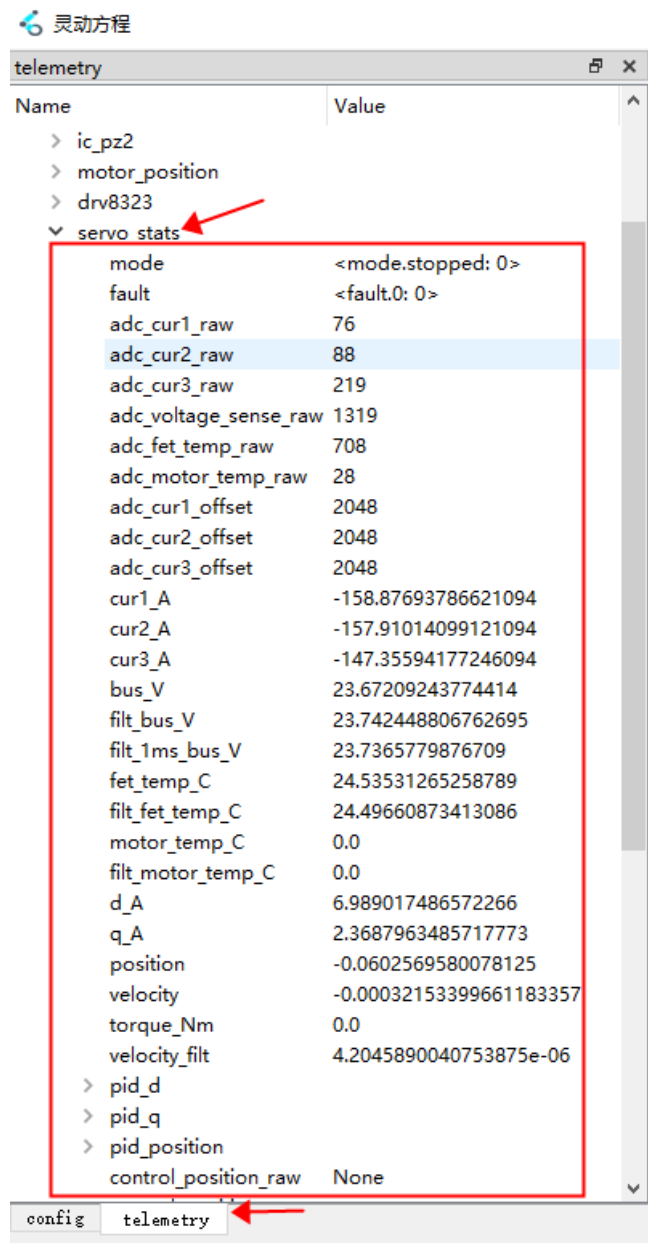 灵动方程
telemetry
Name Value
ic_pz2
motor_position
drv8323
servo_stats
mode <mode.stopped: 0>
fault <fault.0: 0>
adc_cur1_raw 76
adc_cur2_raw 88
adc_cur3_raw 219
adc_voltage_sense_raw 1319
adc_fet_temp_raw 708
adc_motor_temp_raw 28
adc_cur1_offset 2048
adc_cur2_offset 2048
adc_cur3_offset 2048
cur1_A -158.87693786621094
cur2_A -157.91014099121094
cur3_A -147.35594177246094
bus_V 23.67209243774414
filt_bus_V 23.742448806762695
filt_1ms_bus_V 23.7365779876709
fet_temp_C 24.53531265258789
filt_fet_temp_C 24.49660873413086
motor_temp_C 0.0
filt_motor_temp_C 0.0
d_A 6.989017486572266
q_A 2.3687963485717773
position -0.0602569580078125
velocity -0.00032153399661183357
torque_Nm 0.0
velocity_filt 4.2045890040753875e-06
pid_d
pid_q
pid_position
control_position_raw None
config telemetry